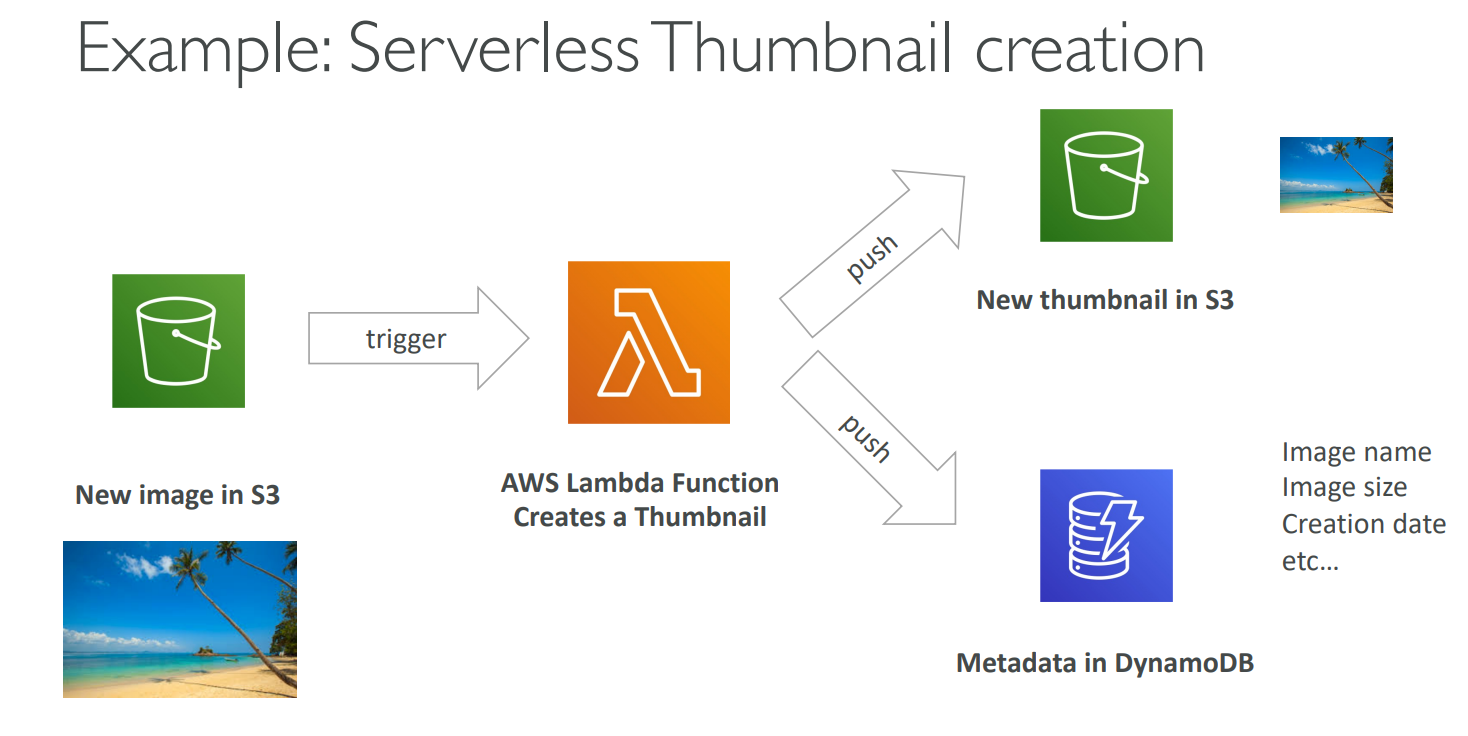 Example: Serverless Thumbnail creation
trigger
push
push
New image in S3
AWS Lambda Function
Creates a Thumbnail
New thumbnail in S3
Image name
Image size
Creation date
etc...
Metadata in DynamoDB